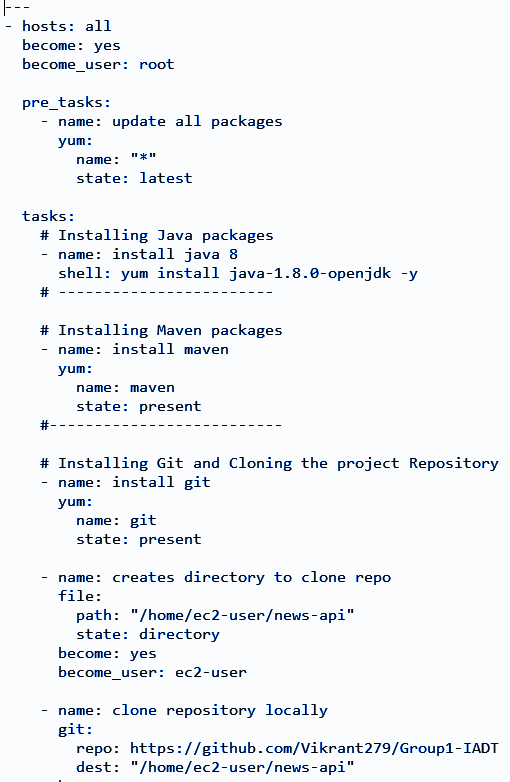 ---
- hosts: all
  become: yes
  become_user: root

  pre_tasks:
    - name: update all packages
      yum:
        name: "*"
        state: latest

  tasks:
    # Installing Java packages
    - name: install java 8
      shell: yum install java-1.8.0-openjdk -y
    # ------------------------

    # Installing Maven packages
    - name: install maven
      yum:
        name: maven
        state: present
    #--------------------------

    # Installing Git and Cloning the project Repository
    - name: install git
      yum:
        name: git
        state: present

    - name: creates directory to clone repo
      file:
        path: "/home/ec2-user/news-api"
        state: directory
      become: yes
      become_user: ec2-user

    - name: clone repository locally
      git:
        repo: https://github.com/Vikrant279/Group1-IADT
        dest: "/home/ec2-user/news-api"